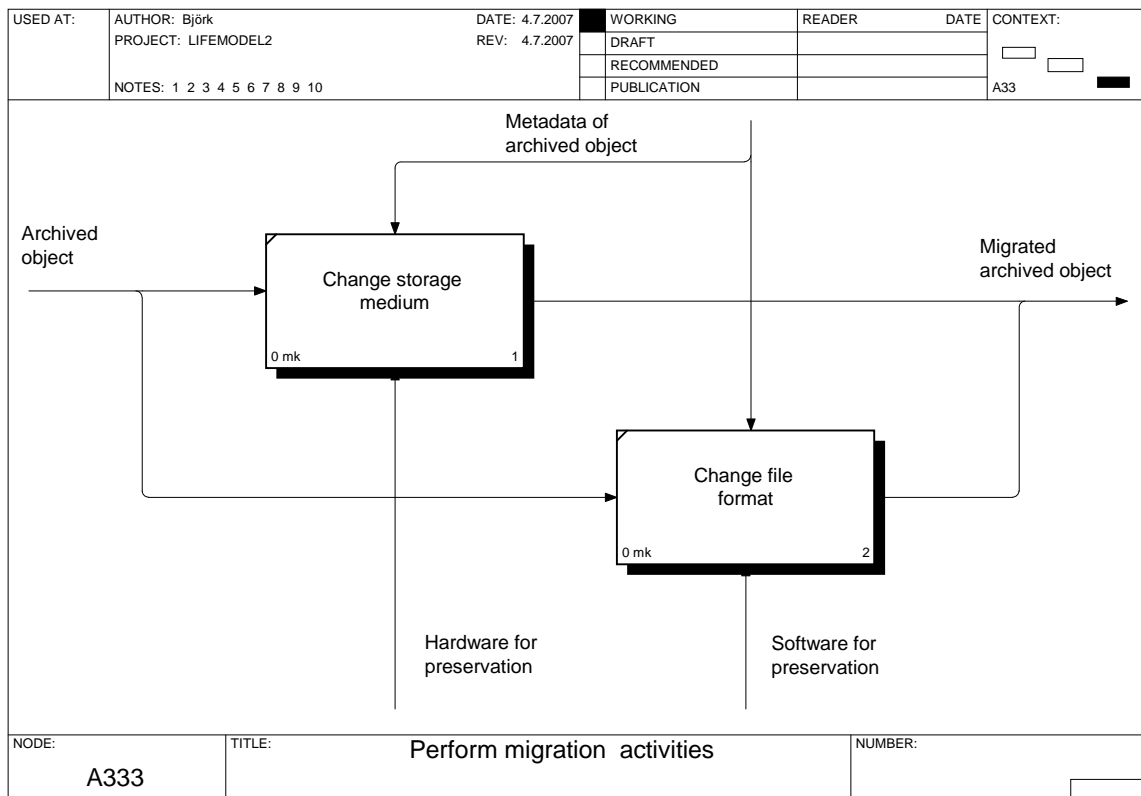 USED AT:
AUTHOR: Björk
DATE: 4.7.2007
WORKING
READER
DATE
CONTEXT:
PROJECT: LIFEMODEL2
REV: 4.7.2007
DRAFT
RECOMMENDED
NOTES: 1 2 3 4 5 6 7 8 9 10
PUBLICATION
A33
Metadata of
archived object
Archived
object
Change storage
medium
0 mk
1
Migrated
archived object
Change file
format
0 mk
2
Hardware for
preservation
Software for
preservation
NODE:
A333
TITLE:
Perform migration activities
NUMBER: